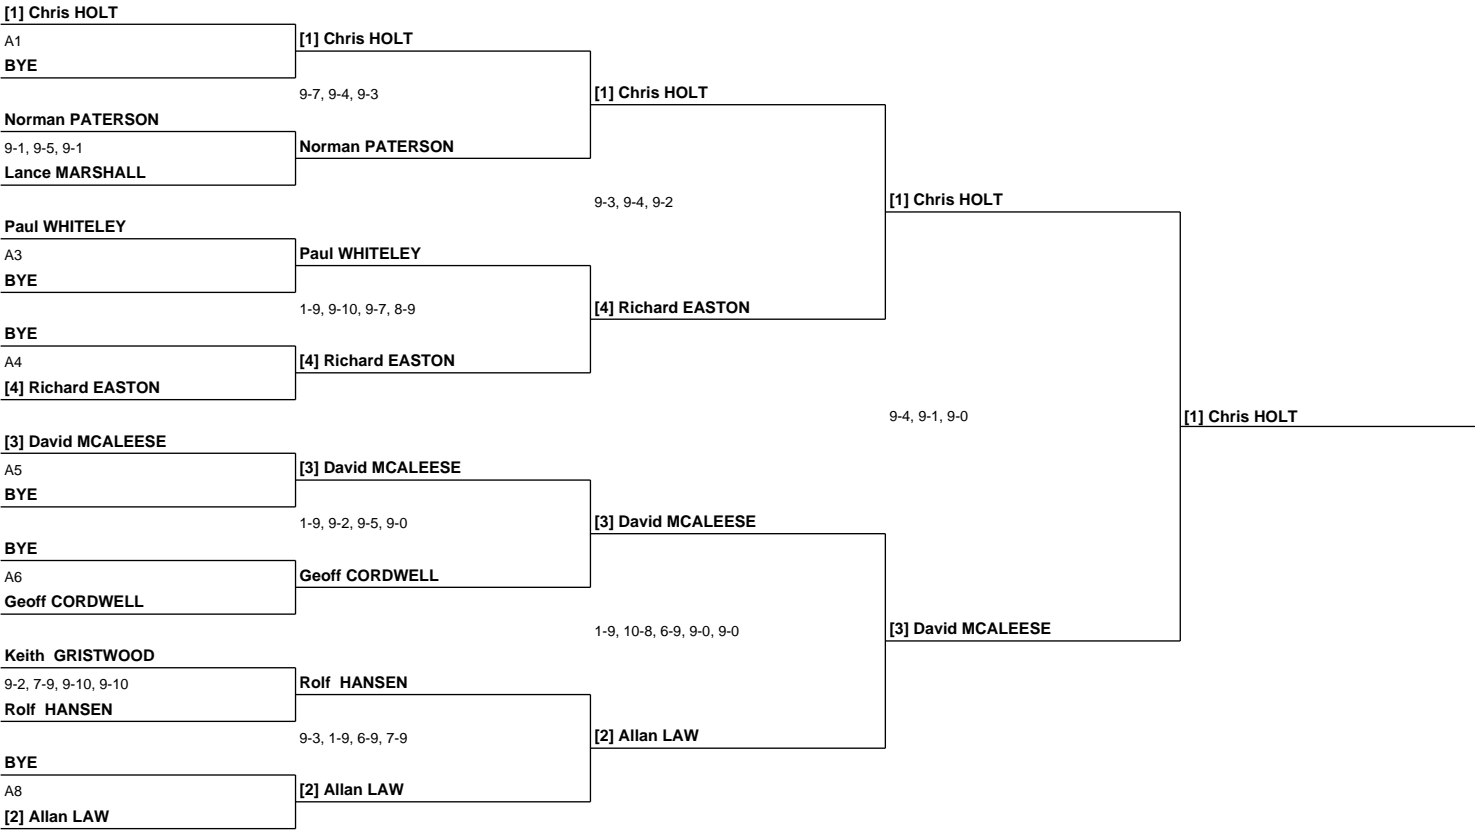 [1] Chris HOLT
A1
BYE
Norman PATERSON
9-1, 9-5, 9-1
Lance MARSHALL
Paul WHITELEY
A3
BYE
BYE
A4
[4] Richard EASTON
[3] David MCALEESE
A5
BYE
BYE
A6
Geoff CORDWELL
Keith  GRISTWOOD
9-2, 7-9, 9-10, 9-10
Rolf  HANSEN
BYE
A8
[2] Allan LAW
[1] Chris HOLT
9-7, 9-4, 9-3
Norman PATERSON
Paul WHITELEY
1-9, 9-10, 9-7, 8-9
[4] Richard EASTON
[3] David MCALEESE
1-9, 9-2, 9-5, 9-0
Geoff CORDWELL
Rolf  HANSEN
9-3, 1-9, 6-9, 7-9
[2] Allan LAW
[1] Chris HOLT
9-3, 9-4, 9-2
[4] Richard EASTON
[3] David MCALEESE
1-9, 10-8, 6-9, 9-0, 9-0
[2] Allan LAW
[1] Chris HOLT
9-4, 9-1, 9-0
[3] David MCALEESE
[1] Chris HOLT